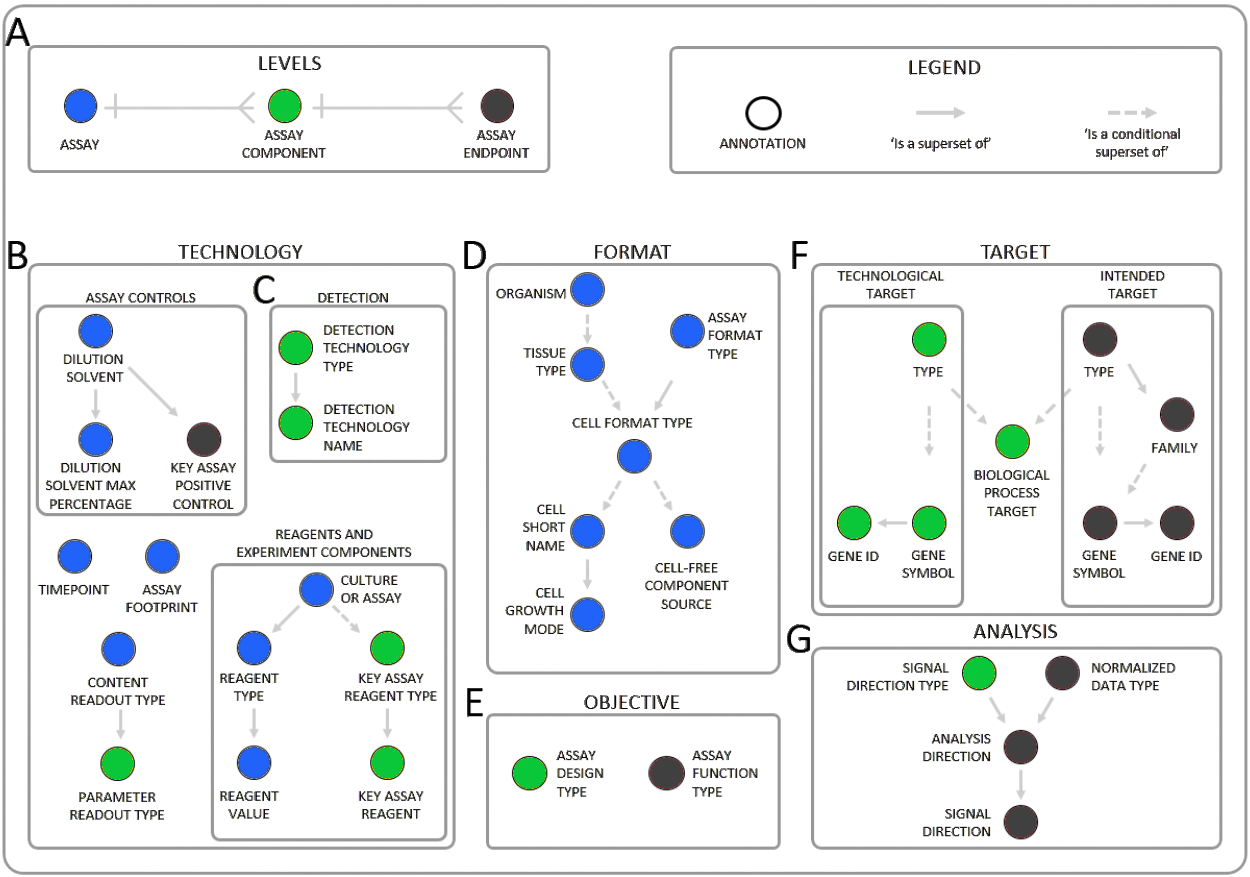 A
LEVELS
ASSAY
ASSAY
COMPONENT
ASSAY
ENDPOINT
LEGEND
ANNOTATION
‘Is a superset of’
‘Is a conditional
superset of’
B
TECHNOLOGY
ASSAY CONTROLS
DILUTION
SOLVENT
DILUTION
SOLVENT MAX
PERCENTAGE
KEY ASSAY
POSITIVE
CONTROL
C
DETECTION
DETECTION
TECHNOLOGY
TYPE
DETECTION
TECHNOLOGY
NAME
TIMEPOINT
ASSAY
FOOTPRINT
CONTENT
READOUT TYPE
PARAMETER
READOUT TYPE
REAGENTS AND
EXPERIMENT COMPONENTS
CULTURE
OR ASSAY
REAGENT
TYPE
KEY ASSAY
REAGENT TYPE
REAGENT
VALUE
KEY ASSAY
REAGENT
D
FORMAT
ORGANISM
ASSAY
FORMAT
TYPE
TISSUE
TYPE
CELL FORMAT TYPE
CELL
SHORT
NAME
CELL-FREE
COMPONENT
SOURCE
CELL
GROWTH
MODE
E
OBJECTIVE
ASSAY
DESIGN
TYPE
ASSAY
FUNCTION
TYPE
F
TARGET
TECHNOLOGICAL
TARGET
INTENDED
TARGET
TYPE
TYPE
FAMILY
BIOLOGICAL
PROCESS
TARGET
GENE ID
GENE
SYMBOL
GENE
SYMBOL
GENE ID
G
ANALYSIS
SIGNAL
DIRECTION TYPE
NORMALIZED
DATA TYPE
ANALYSIS
DIRECTION
SIGNAL
DIRECTION